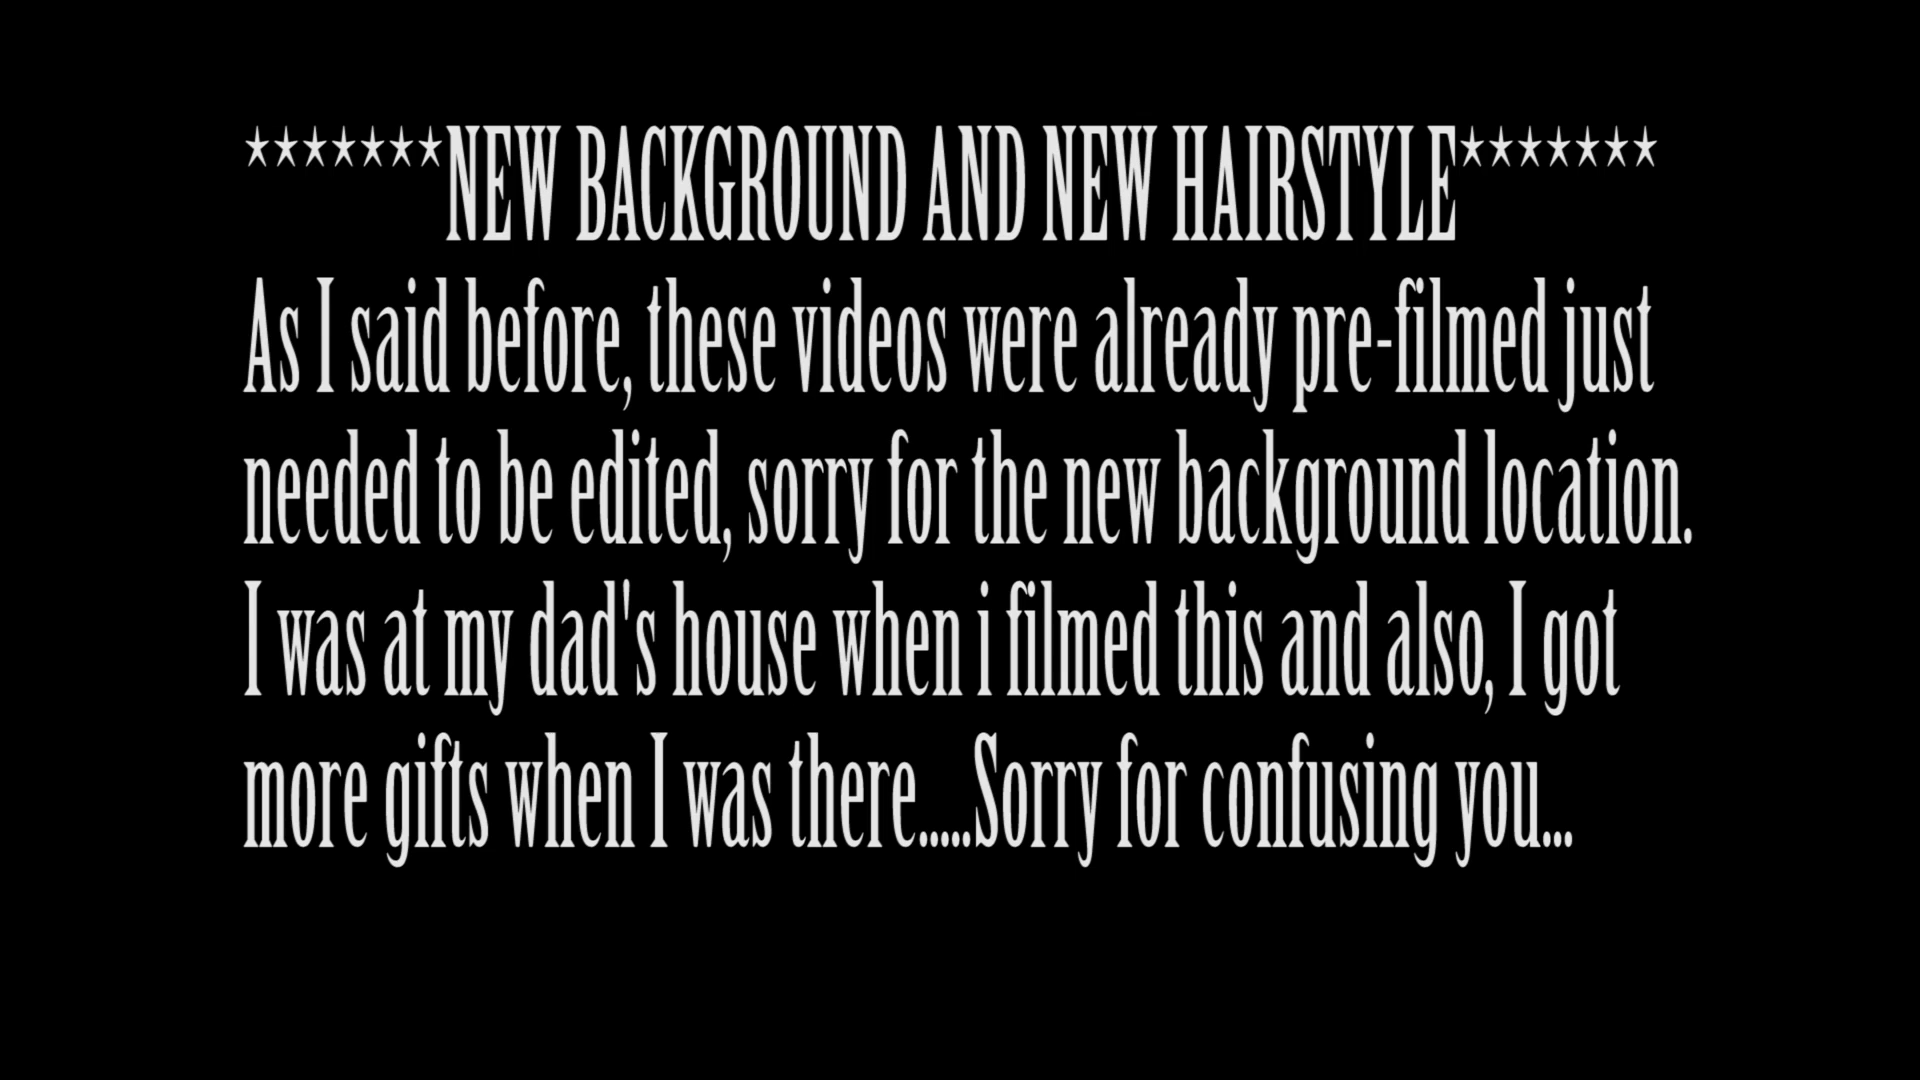 *******NEW BACKGROUND AND NEW HAIRSTYLE*******
As I said before, these videos were already pre-filmed just
needed to be edited, sorry for the new background location.
I was at my dad's house when i filmed this and also, I got
more gifts when I was there.....Sorry for confusing you...